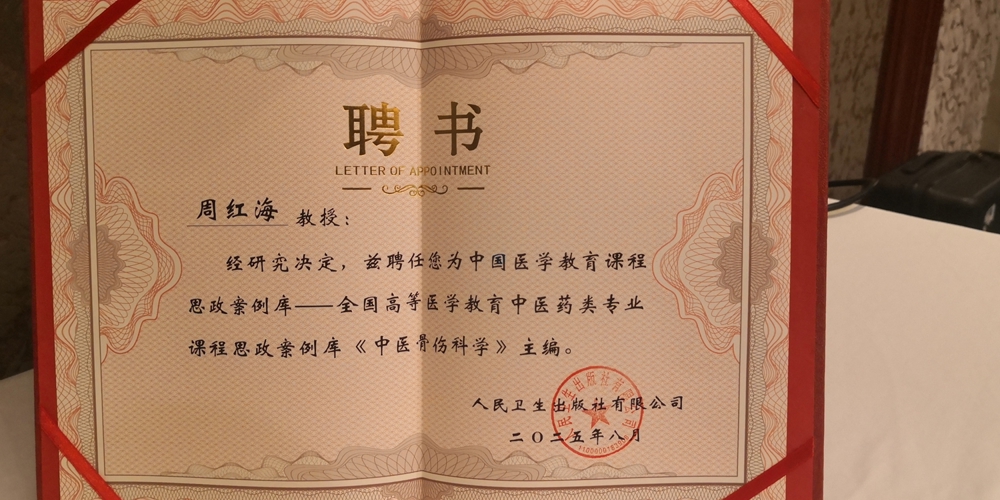 聘书
LETTER OF APPOINTMENT
周红海 教授：
经研究决定，兹聘任您为中国医学教育课程
思政案例库——全国高等医学教育中医药类专业
课程思政案例库《中医骨伤科学》主编。
人民卫生出版社有限公司
二〇二五年八月